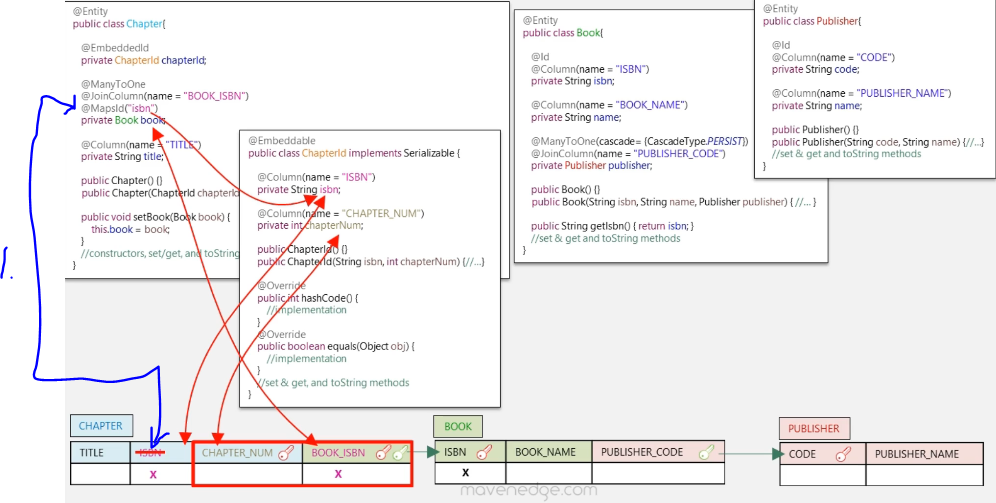 @Entity
public class Chapter{
@EmbeddedId
private ChapterId chapterId;
@ManyToOne
@JoinColumn(name = "BOOK_ISBN")
@MapsId("isbn")
private Book book;
@Column(name = "TITLE")
private String title;
public Chapter() {}
public Chapter(ChapterId chapterId
public void setBook(Book book) {
this.book = book;
}
//constructors, set/get, and toString
}
@Embeddable
public class ChapterId implements Serializable {
@Column(name = "ISBN")
private String isbn;
@Column(name = "CHAPTER_NUM")
private int chapterNum;
public ChapterId() {}
public ChapterId(String isbn, int chapterNum) {//...}
@Override
public int hashCode() {
//implementation
}
@Override
public boolean equals(Object obj) {
//implementation
}
//set & get, and toString methods
}
@Entity
public class Book{
@Id
@Column(name = "ISBN")
private String isbn;
@Column(name = "BOOK_NAME")
private String name;
@ManyToOne(cascade= {CascadeType.PERSIST})
@JoinColumn(name = "PUBLISHER_CODE")
private Publisher publisher;
public Book() {}
public Book(String isbn, String name, Publisher publisher) {//... }
public String getIsbn() { return isbn; }
//set & get and toString methods
}
@Entity
public class Publisher{
@Id
@Column(name = "CODE")
private String code;
@Column(name = "PUBLISHER_NAME")
private String name;
public Publisher() {}
public Publisher(String code, String name) {//...}
//set & get and toString methods
}
1.
CHAPTER
TITLE ISBN CHAPTER_NUM BOOK_ISBN
x x
BOOK
ISBN BOOK_NAME PUBLISHER_CODE
x
PUBLISHER
CODE PUBLISHER_NAME
mavenedge.com